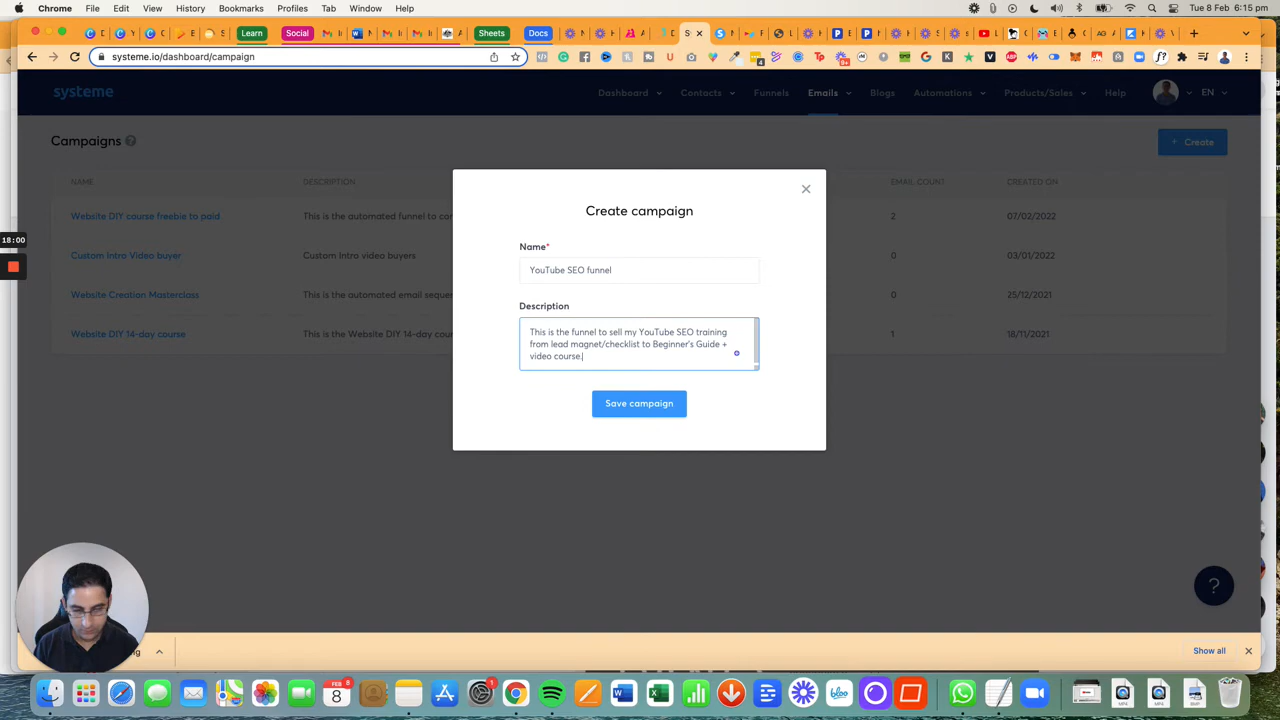 Chrome File Edit View History Bookmarks Profiles Tab Window Help
Tue 8 Feb 6:15 pm
Learn Social Sheets Docs
systeme.io/dashboard/campaign
systeme Dashboard Contacts Funnels Emails Blogs Automations Products/Sales Help EN
Campaigns ?
+ Create
NAME DESCRIPTION EMAIL COUNT CREATED ON
Website DIY course freebie to paid This is the automated funnel to con 2 07/02/2022
Custom Intro Video buyer Custom Intro Video buyers 0 03/01/2022
Website Creation Masterclass This is the automated email seque 0 25/12/2021
Website DIY 14-day course This is the Website DIY 14-day cou 1 18/11/2021
18:00
Create campaign
Name*
YouTube SEO funnel
Description
This is the funnel to sell my YouTube SEO training
from lead magnet/checklist to Beginner's Guide +
video course.
Save campaign
?
Show all
FEB
8